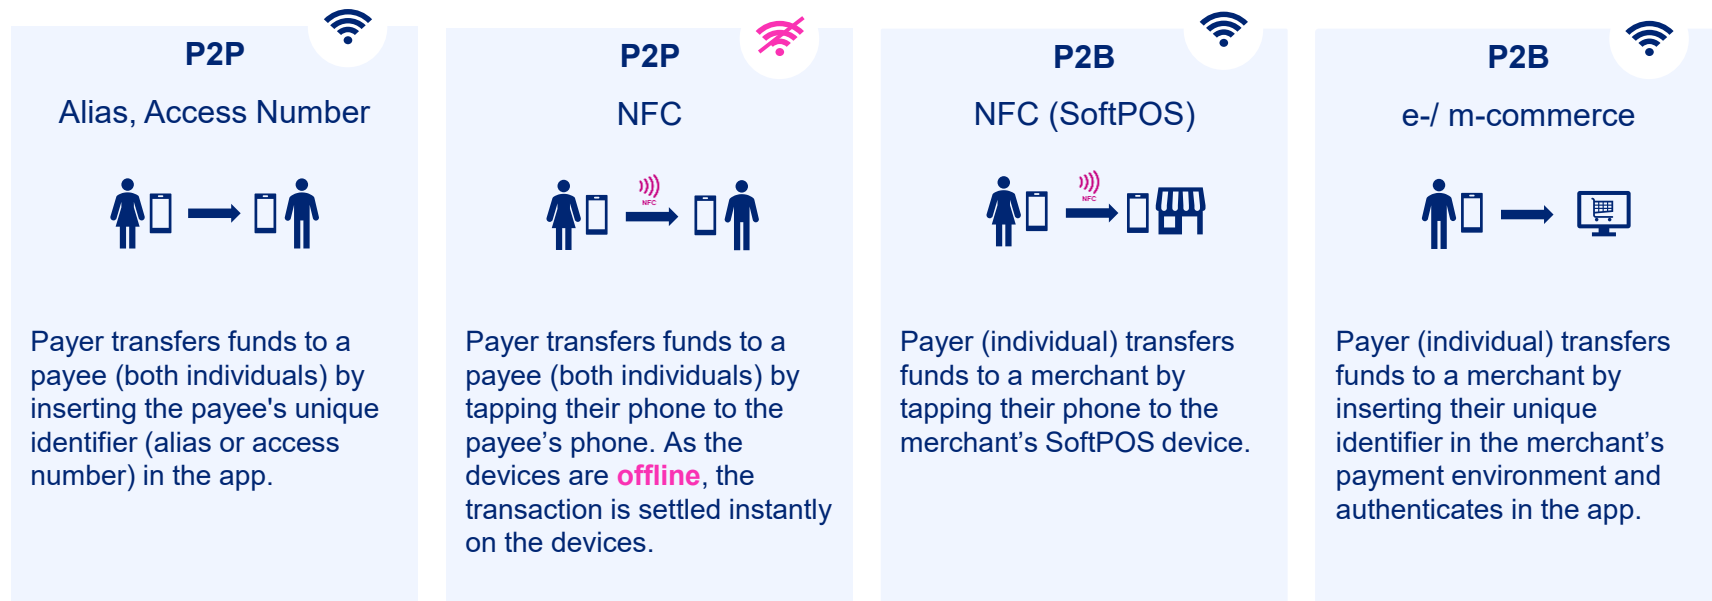 P2P
Alias, Access Number
Payer transfers funds to a
payee (both individuals) by
inserting the payee's unique
identifier (alias or access
number) in the app.
P2P
NFC
NFC
Payer transfers funds to a
payee (both individuals) by
tapping their phone to the
payee’s phone. As the
devices are offline, the
transaction is settled instantly
on the devices.
P2B
NFC (SoftPOS)
NFC
Payer (individual) transfers
funds to a merchant by
tapping their phone to the
merchant’s SoftPOS device.
P2B
e-/ m-commerce
Payer (individual) transfers
funds to a merchant by
inserting their unique
identifier in the merchant’s
payment environment and
authenticates in the app.